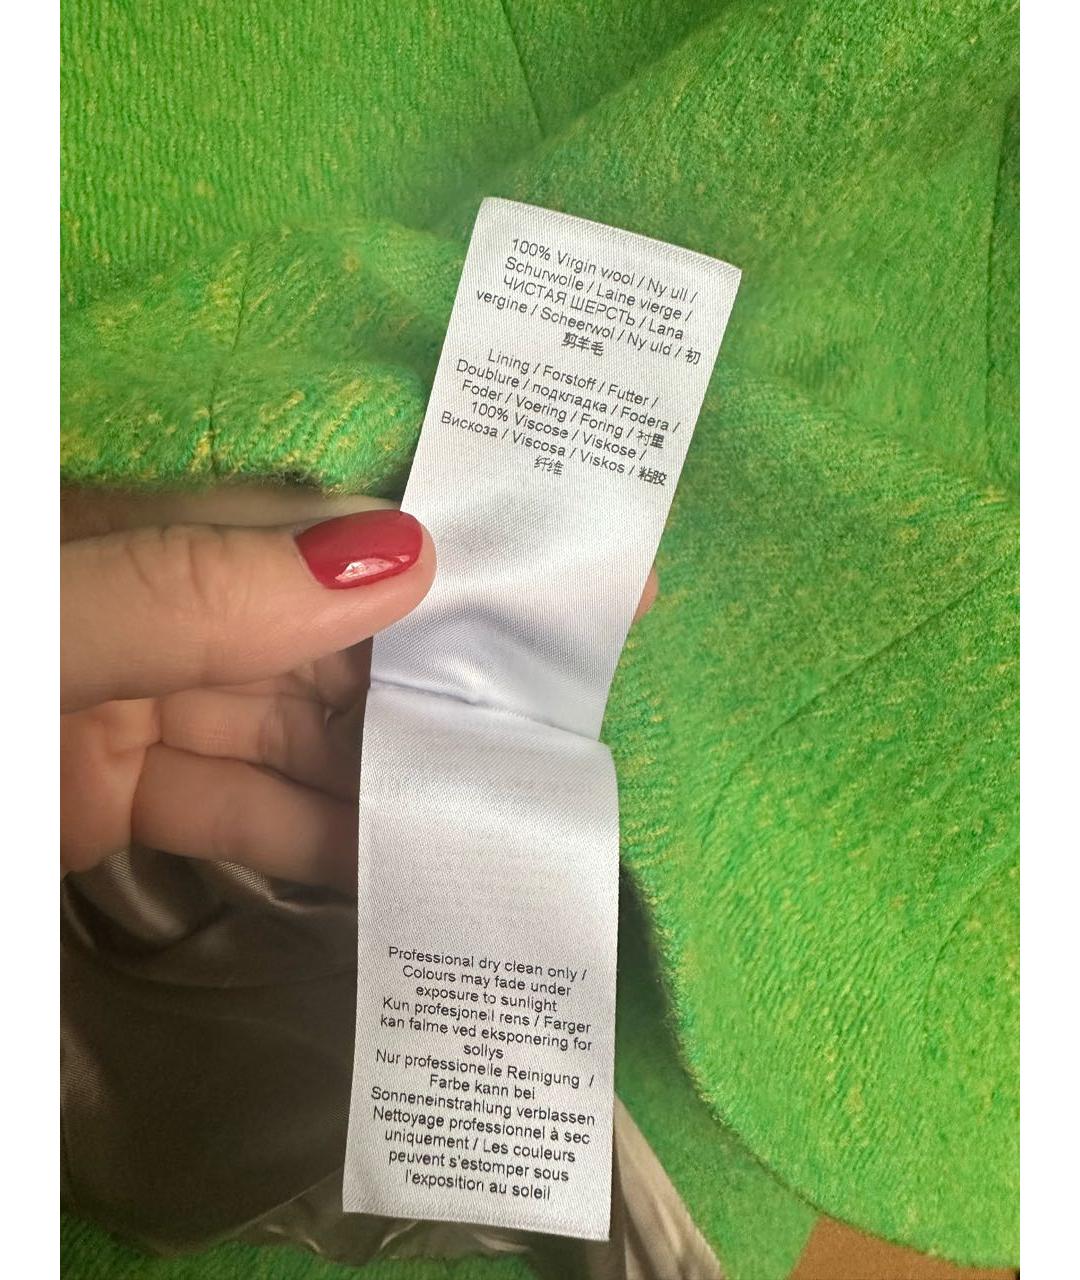 100% Virgin wool / Ny ull /
Schurwolle / Laine vierge /
ЧИСТАЯ ШЕРСТЬ / Lana
vergine / Scheerwol / Ny uld / 初
剪羊毛
Lining / Forstoff / Futter /
Doublure / подкладка / Fodera /
Foder / Voering / Foring / 衬里
100% Viscose / Viskose /
Вискоза / Viscosa / Viskos / 粘胶
纤维
Professional dry clean only /
Colours may fade under
exposure to sunlight
Kun profesjonell rens / Farger
kan falme ved eksponering for
sollys
Nur professionelle Reinigung /
Farbe kann bei
Sonneneinstrahlung verblassen
Nettoyage professionnel à sec
uniquement / Les couleurs
peuvent s'estomper sous
l'exposition au soleil